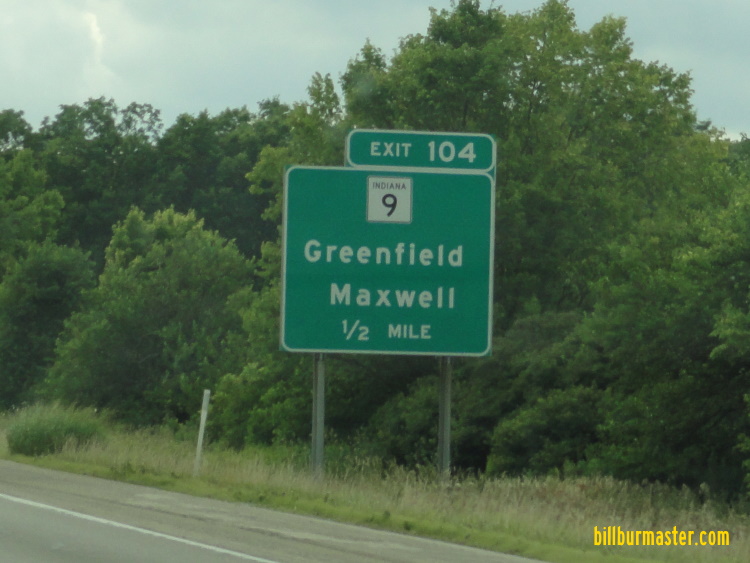 EXIT 104
INDIANA
9
Greenfield
Maxwell
1/2 MILE
billburmaster.com